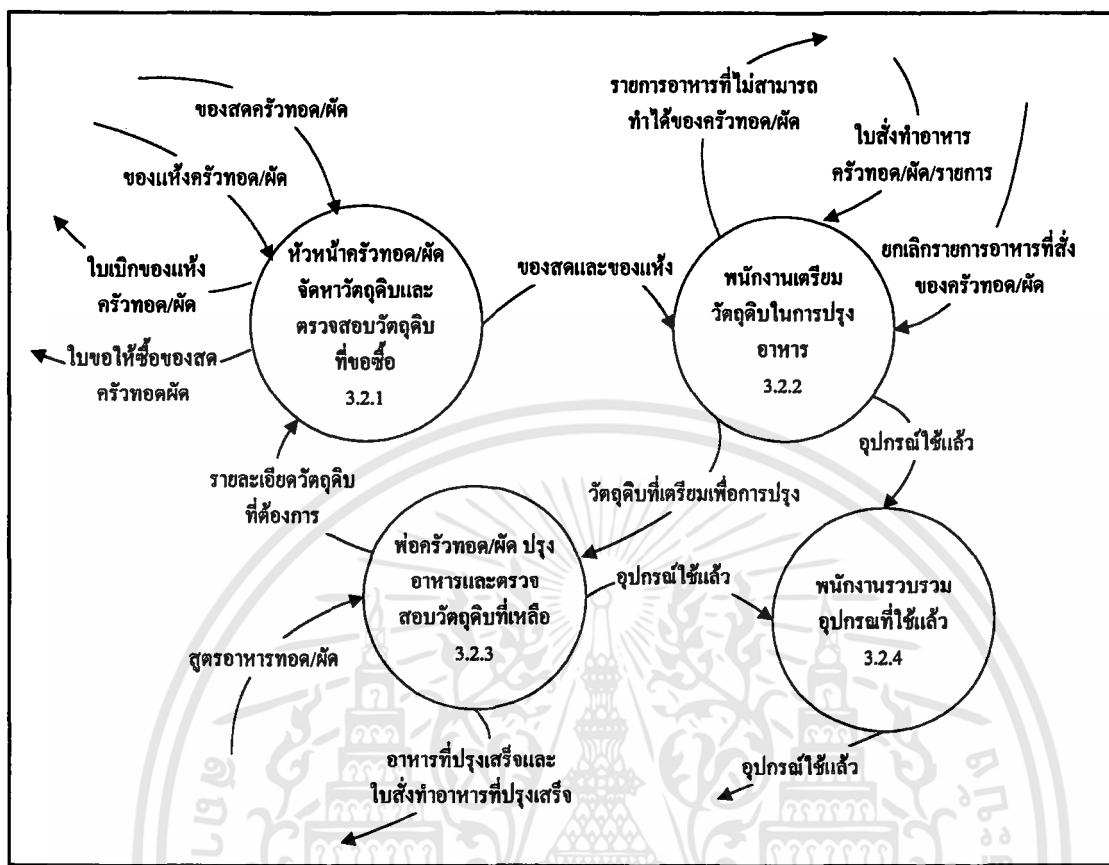 ของสดครัวทอด/ผัด
ของแห้งครัวทอด/ผัด
ใบเบิกของแห้ง
ครัวทอด/ผัด
ใบขอให้ซื้อของสด
ครัวทอดผัด
หัวหน้าครัวทอด/ผัด
จัดหาวัตถุดิบและ
ตรวจสอบวัตถุดิบ
ที่ขอซื้อ
3.2.1
ของสดและของแห้ง
รายการอาหารที่ไม่สามารถ
ทำได้ของครัวทอด/ผัด
ใบสั่งทำอาหาร
ครัวทอด/ผัด/รายการ
ยกเลิกรายการอาหารที่สั่ง
ของครัวทอด/ผัด
พนักงานเตรียม
วัตถุดิบในการปรุง
อาหาร
3.2.2
อุปกรณ์ใช้แล้ว
รายละเอียดวัตถุดิบ
ที่ต้องการ
วัตถุดิบที่เตรียมเพื่อการปรุง
พ่อครัวทอด/ผัด ปรุง
อาหารและตรวจ
สอบวัตถุดิบที่เหลือ
3.2.3
อุปกรณ์ใช้แล้ว
พนักงานรวบรวม
อุปกรณที่ใช้แล้ว
3.2.4
สูตรอาหารทอด/ผัด
อาหารที่ปรุงเสร็จและ
ใบสั่งทำอาหารที่ปรุงเสร็จ
อุปกรณ์ใช้แล้ว